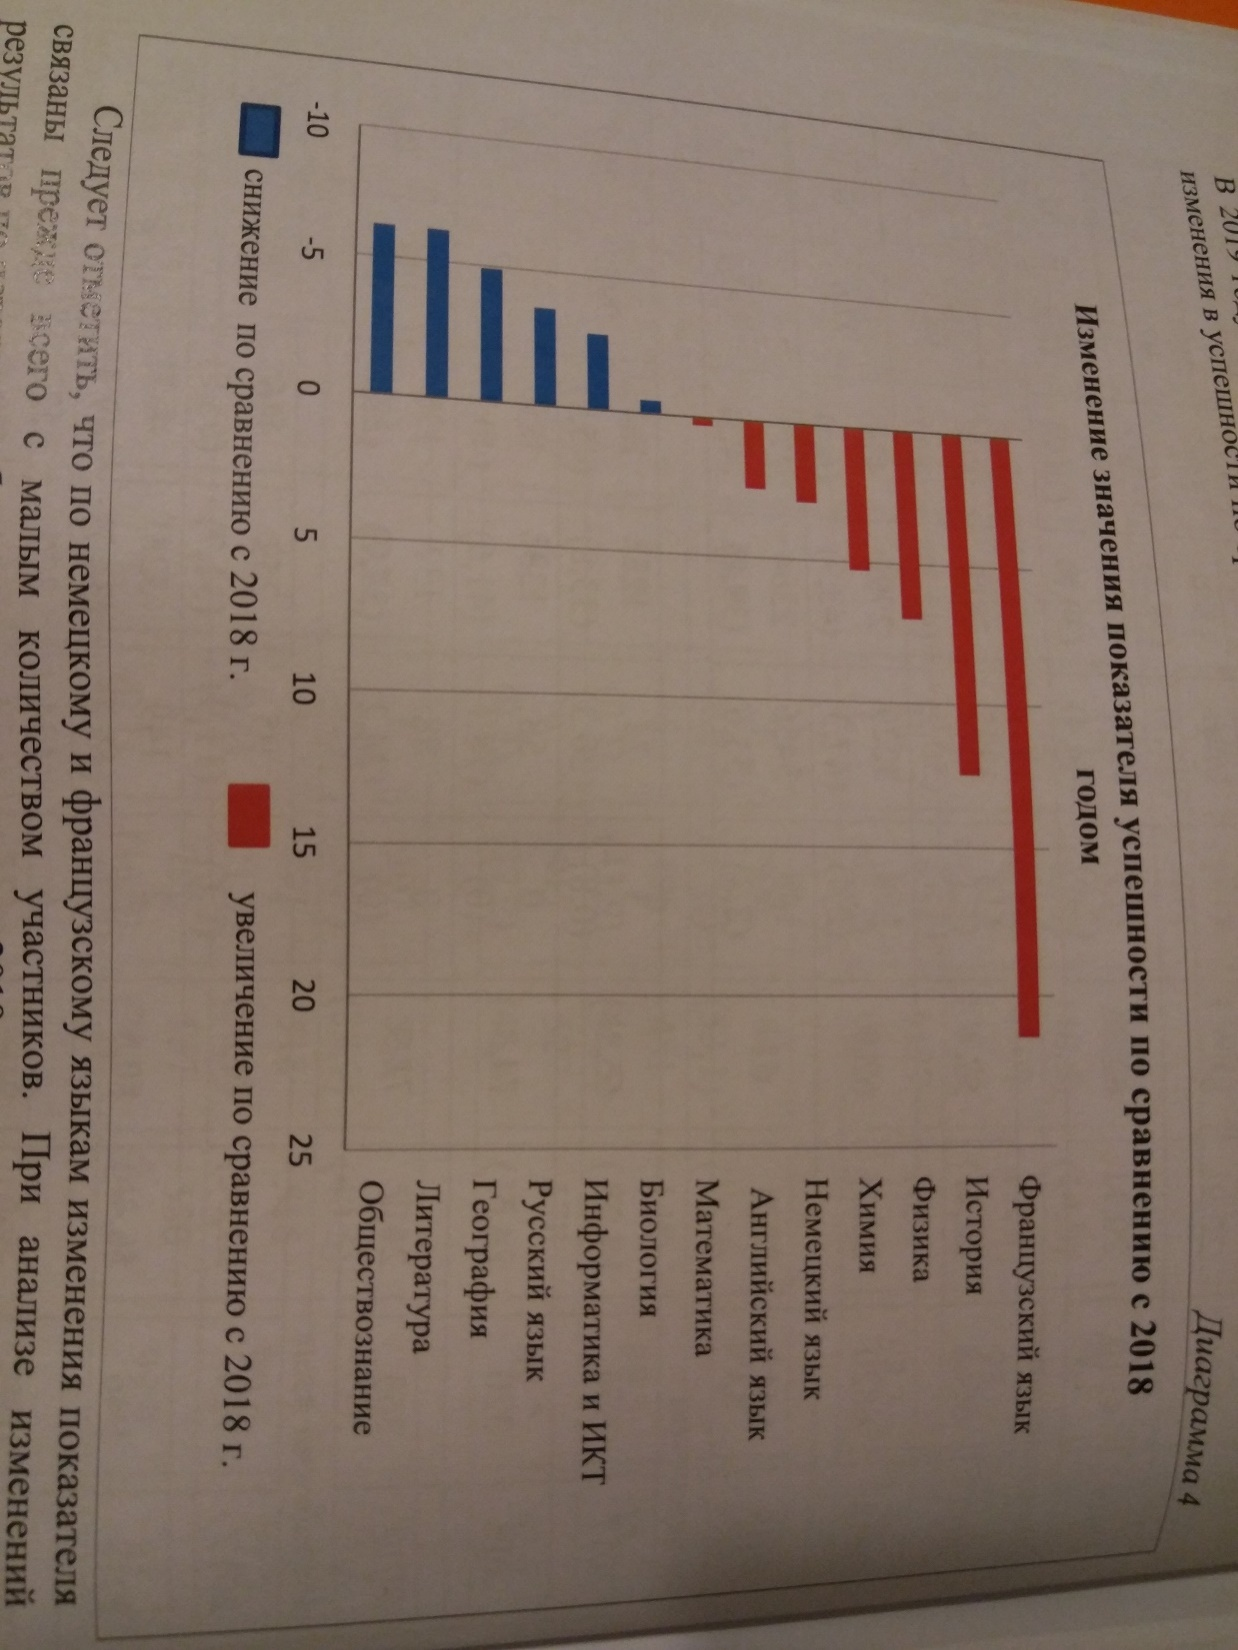 В 2019
изменения в успешности
Диаграмма 4
Изменение значения показателя успешности по сравнению с 2018
годом
Французский язык
История
Физика
Химия
Немецкий язык
Английский язык
Математика
Биология
Информатика и ИКТ
Русский язык
География
Литература
Обществознание
-10 -5 0 5 10 15 20 25
снижение по сравнению с 2018 г. увеличение по сравнению с 2018 г.
Следует отметить, что по немецкому и французскому языкам изменения показателя
связаны прежде всего с малым количеством участников. При анализе изменений